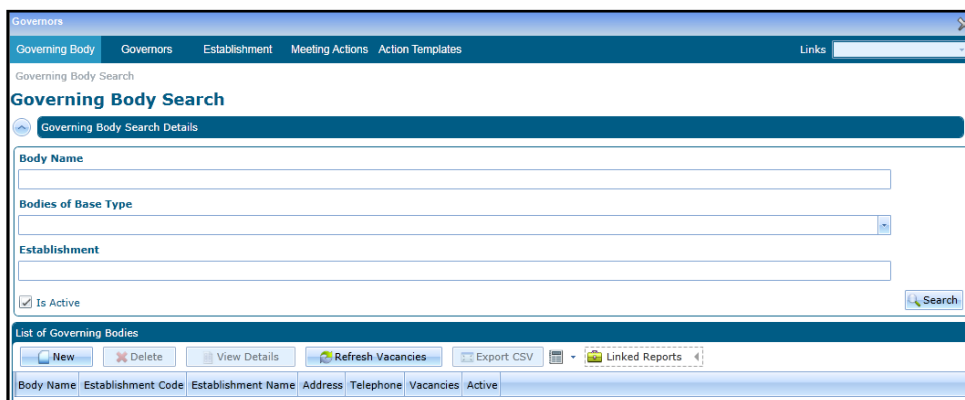 Governors
Governing Body Governors Establishment Meeting Actions Action Templates Links
Governing Body Search
Governing Body Search
Governing Body Search Details
Body Name
Bodies of Base Type
Establishment
Is Active Search
List of Governing Bodies
New Delete View Details Refresh Vacancies Export CSV Linked Reports
Body Name Establishment Code Establishment Name Address Telephone Vacancies Active